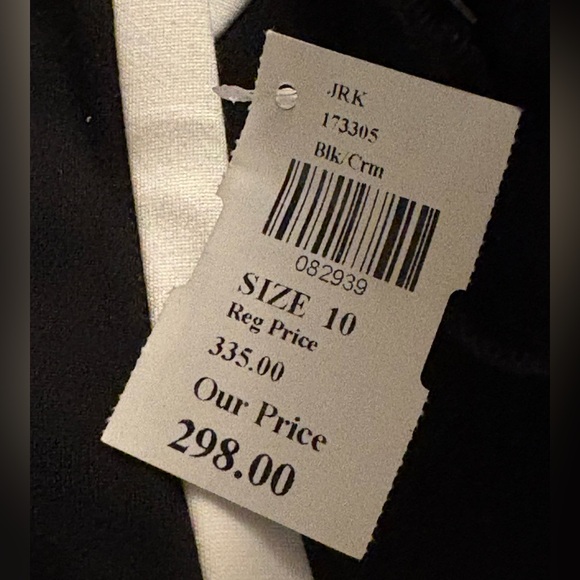 JRK
173305
Blk/Crm
082939
SIZE 10
Reg Price
335.00
Our Price
298.00